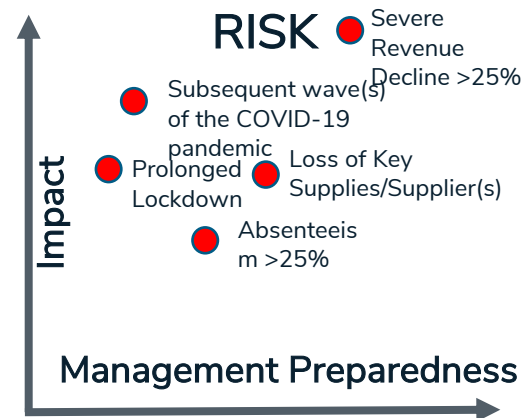 RISK
Severe
Revenue
Decline >25%
Subsequent wave(s)
of the COVID-19
pandemic
Prolonged
Lockdown
Loss of Key
Supplies/Supplier(s)
Absenteeis
m >25%
Impact
Management Preparedness